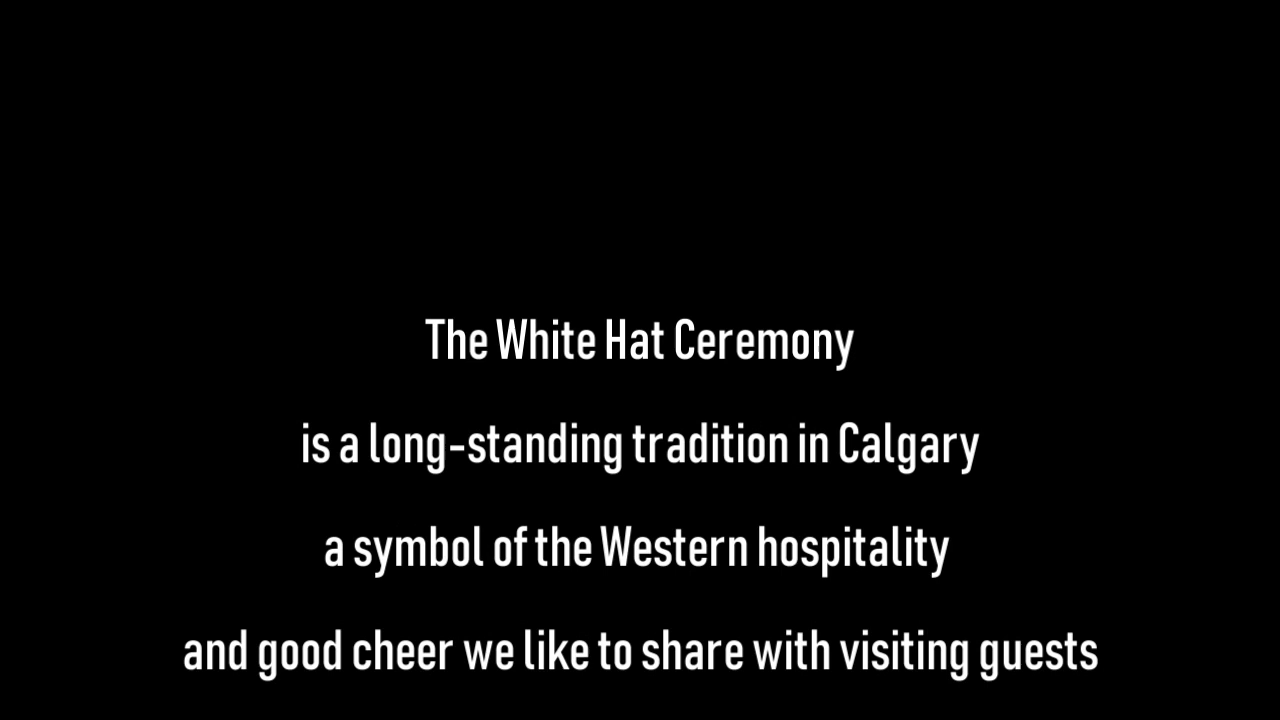 The White Hat Ceremony
is a long-standing tradition in Calgary
a symbol of the Western hospitality
and good cheer we like to share with visiting guests